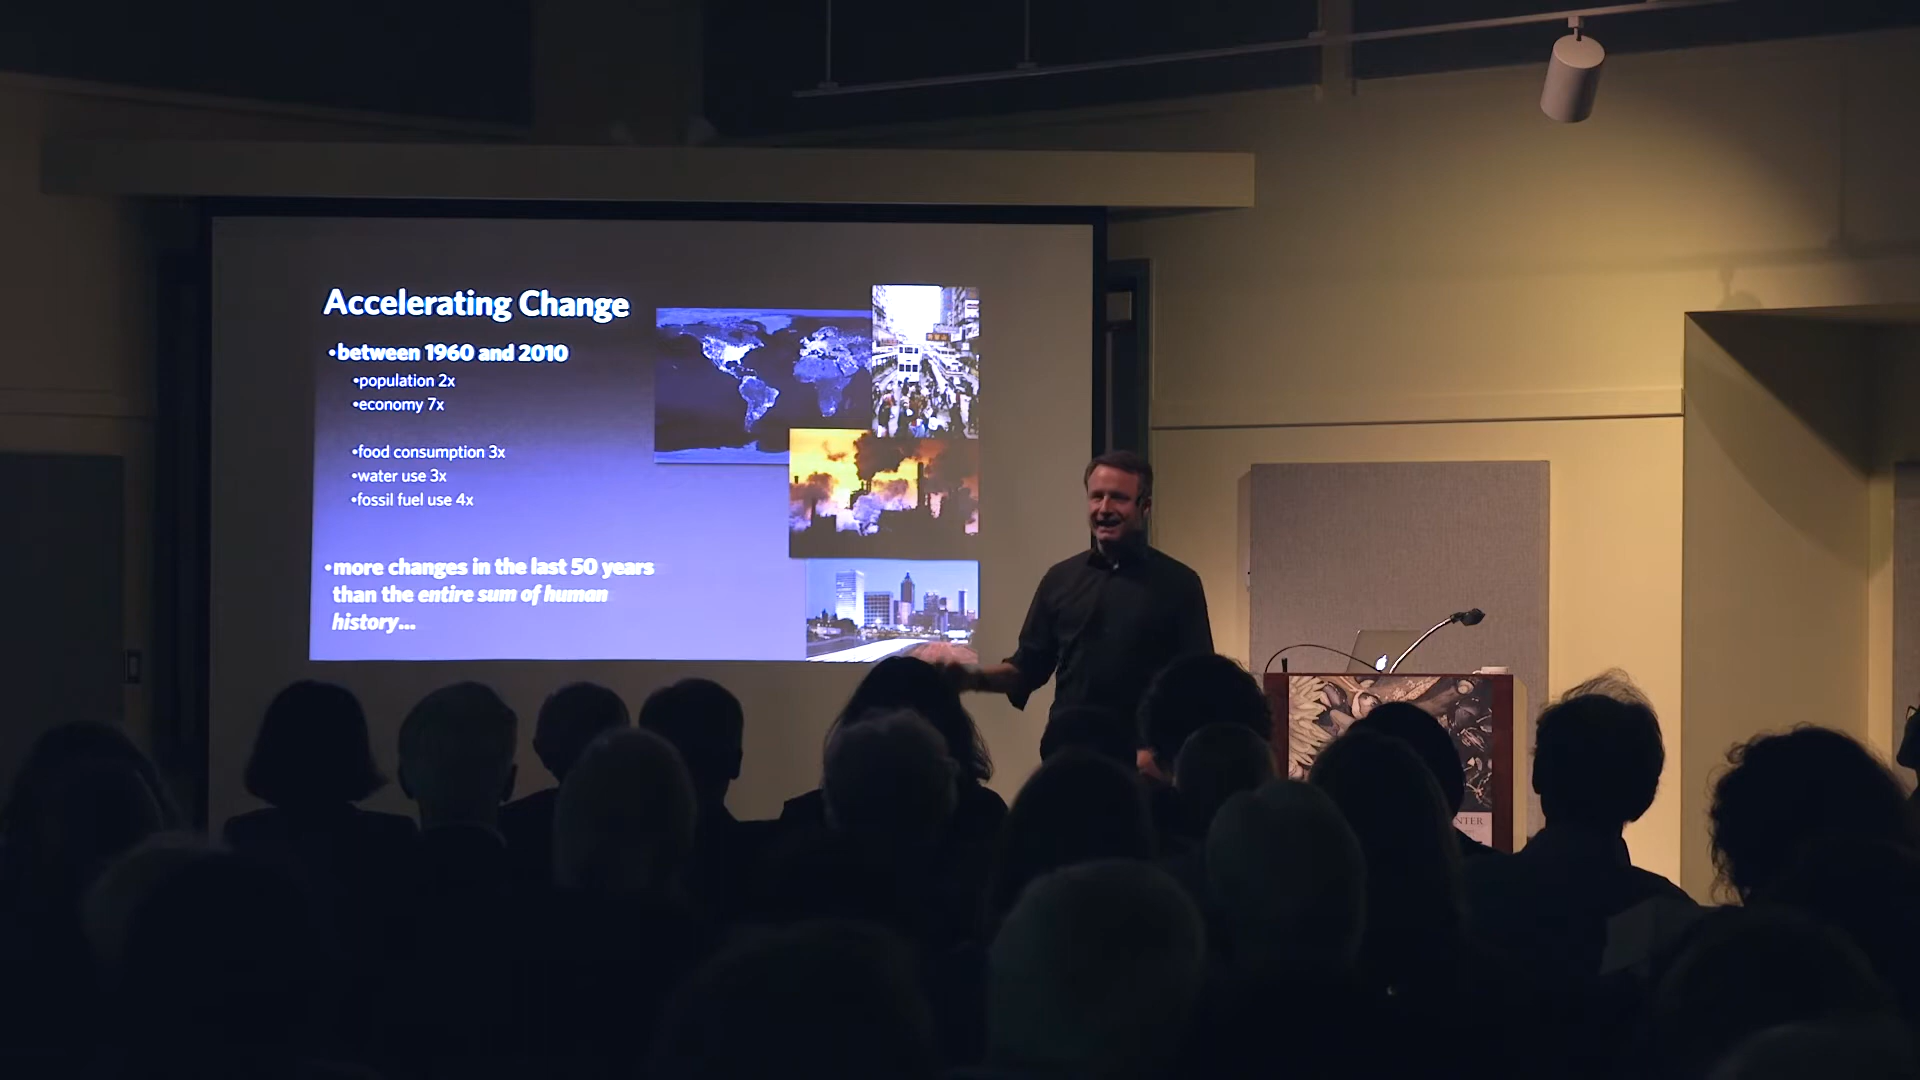 Accelerating Change
•between 1960 and 2010
•population 2x
•economy 7x
•food consumption 3x
•water use 3x
•fossil fuel use 4x
•more changes in the last 50 years
than the entire sum of human
history...
NTER